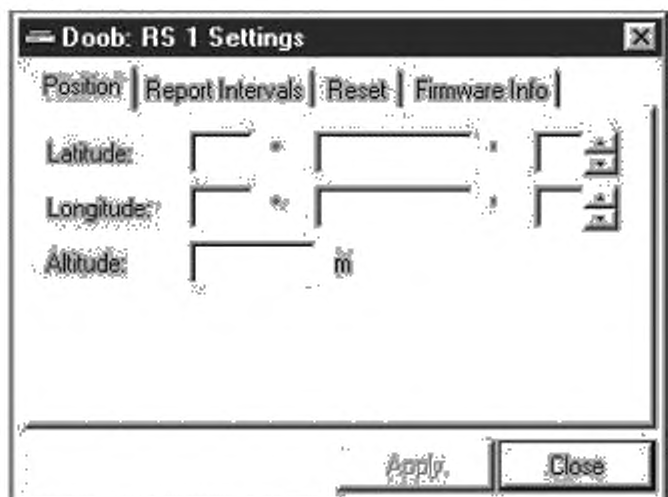 Doob: RS 1 Settings
Position Report Intervals Reset Firmware Info
Latitude: ° '
Longitude: ° '
Altitude: m
Apply Close